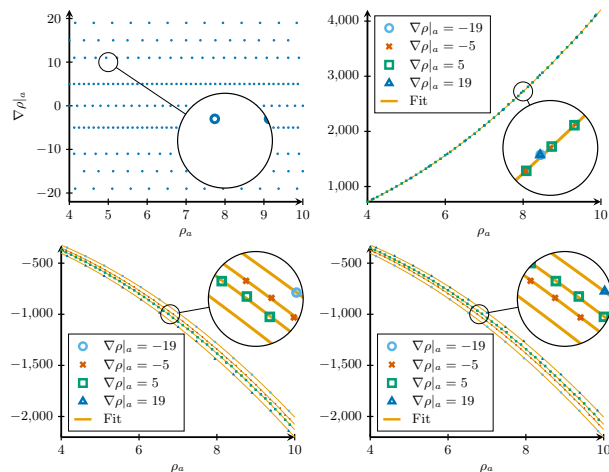 20
10
0
−10
−20
∇ρ|ₐ
4 5 6 7 8 9 10
ρₐ
4,200
3,000
2,000
1,000
∇ρ|ₐ = −19
∇ρ|ₐ = −5
∇ρ|ₐ = 5
∇ρ|ₐ = 19
Fit
4 6 8 10
ρₐ
−500
−1,000
−1,500
−2,000
∇ρ|ₐ = −19
∇ρ|ₐ = −5
∇ρ|ₐ = 5
∇ρ|ₐ = 19
Fit
4 6 8 10
ρₐ
−500
−1,000
−1,500
−2,000
∇ρ|ₐ = −19
∇ρ|ₐ = −5
∇ρ|ₐ = 5
∇ρ|ₐ = 19
Fit
4 6 8 10
ρₐ